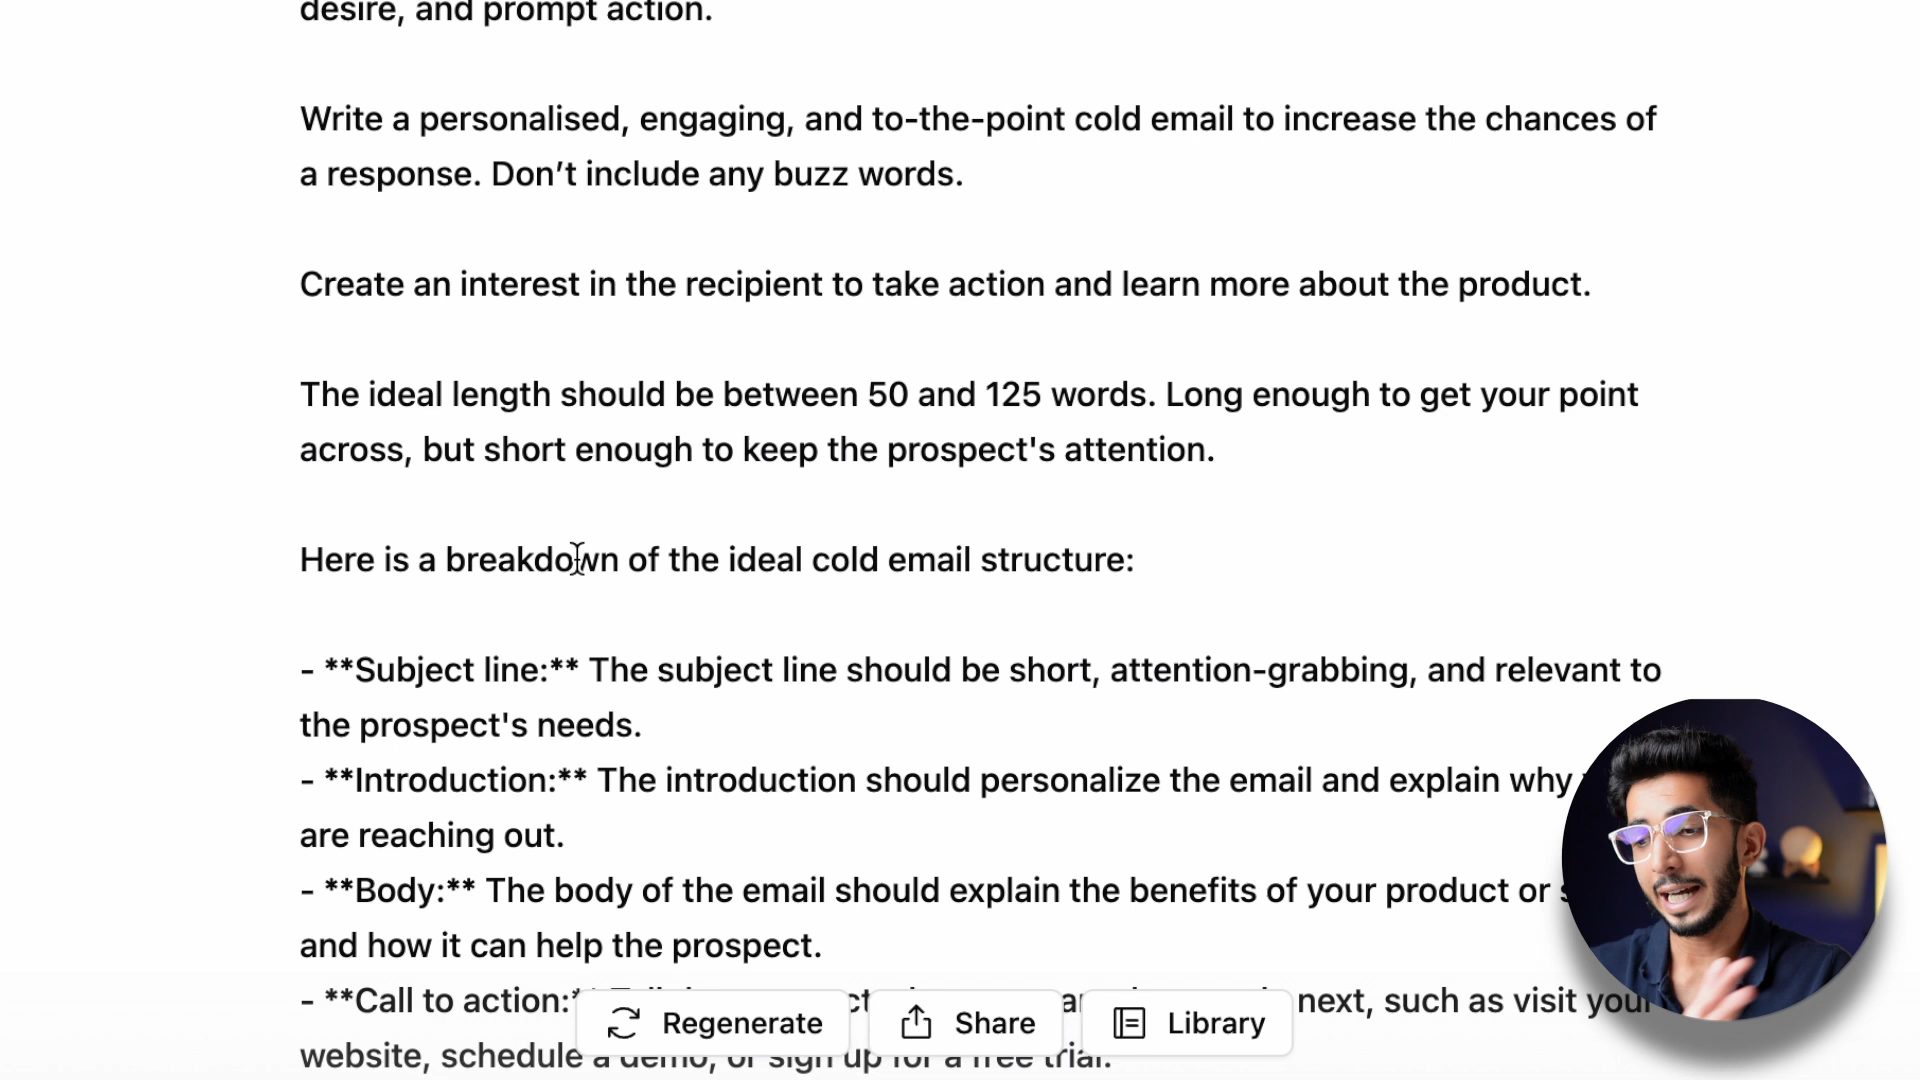 desire, and prompt action.
Write a personalised, engaging, and to-the-point cold email to increase the chances of
a response. Don’t include any buzz words.
Create an interest in the recipient to take action and learn more about the product.
The ideal length should be between 50 and 125 words. Long enough to get your point
across, but short enough to keep the prospect's attention.
Here is a breakdown of the ideal cold email structure:
- **Subject line:** The subject line should be short, attention-grabbing, and relevant to
the prospect's needs.
- **Introduction:** The introduction should personalize the email and explain why
are reaching out.
- **Body:** The body of the email should explain the benefits of your product or
and how it can help the prospect.
- **Call to action:* next, such as visit your
website, schedule a demo, or sign up for a free trial.
Regenerate
Share
Library